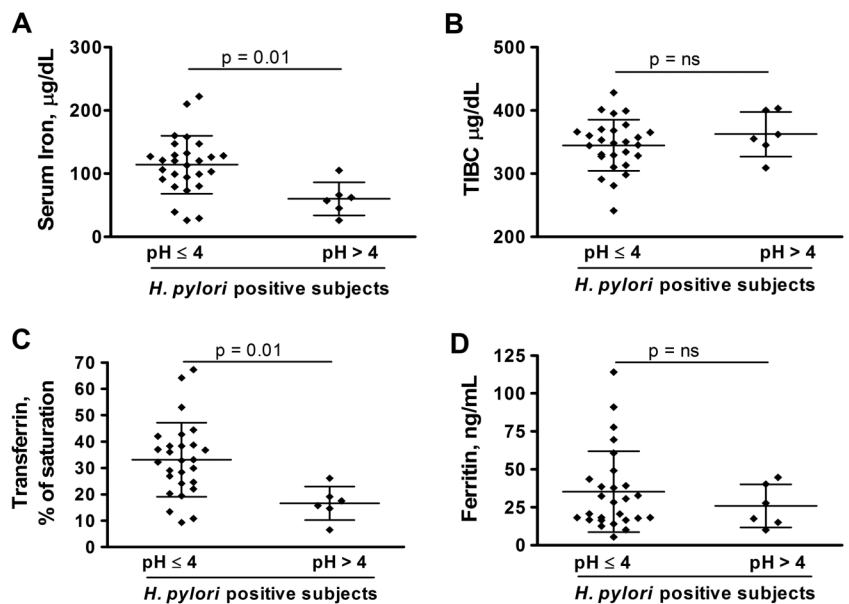 A
Serum Iron, µg/dL
300
200
100
0
p = 0.01
pH ≤ 4
pH > 4
H. pylori positive subjects
B
TIBC µg/dL
500
400
300
200
p = ns
pH ≤ 4
pH > 4
H. pylori positive subjects
C
Transferrin,
% of saturation
70
60
50
40
30
20
10
0
p = 0.01
pH ≤ 4
pH > 4
H. pylori positive subjects
D
Ferritin, ng/mL
125
100
75
50
25
0
p = ns
pH ≤ 4
pH > 4
H. pylori positive subjects